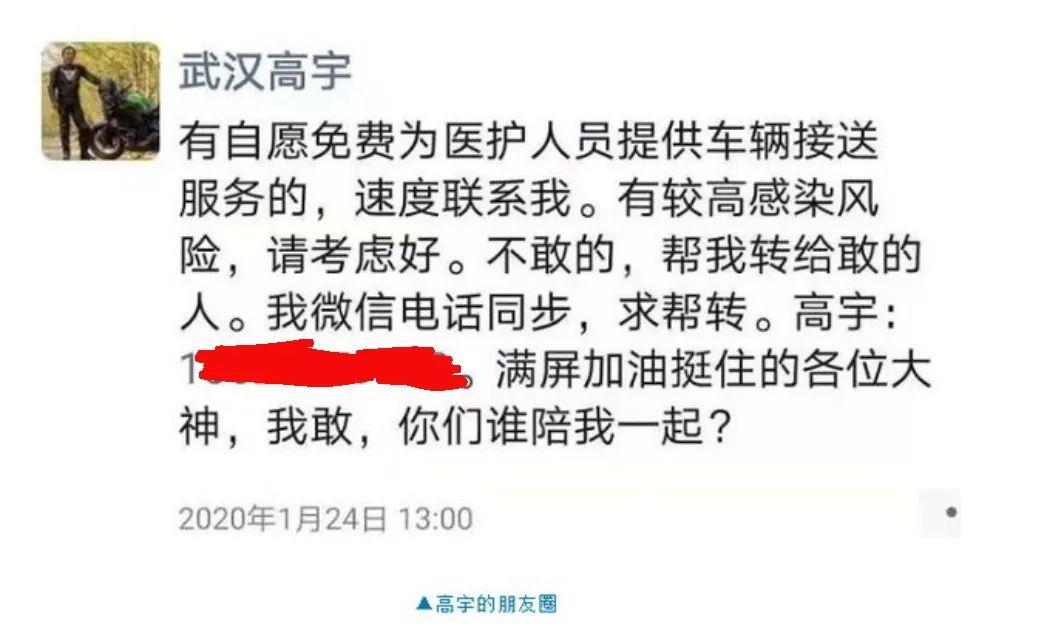 武汉高宇
有自愿免费为医护人员提供车辆接送
服务的，速度联系我。有较高感染风
险，请考虑好。不敢的，帮我转给敢的
人。我微信电话同步，求帮转。高宇：
1 。满屏加油挺住的各位大
神，我敢，你们谁陪我一起？
2020年1月24日 13:00
▲高宇的朋友圈